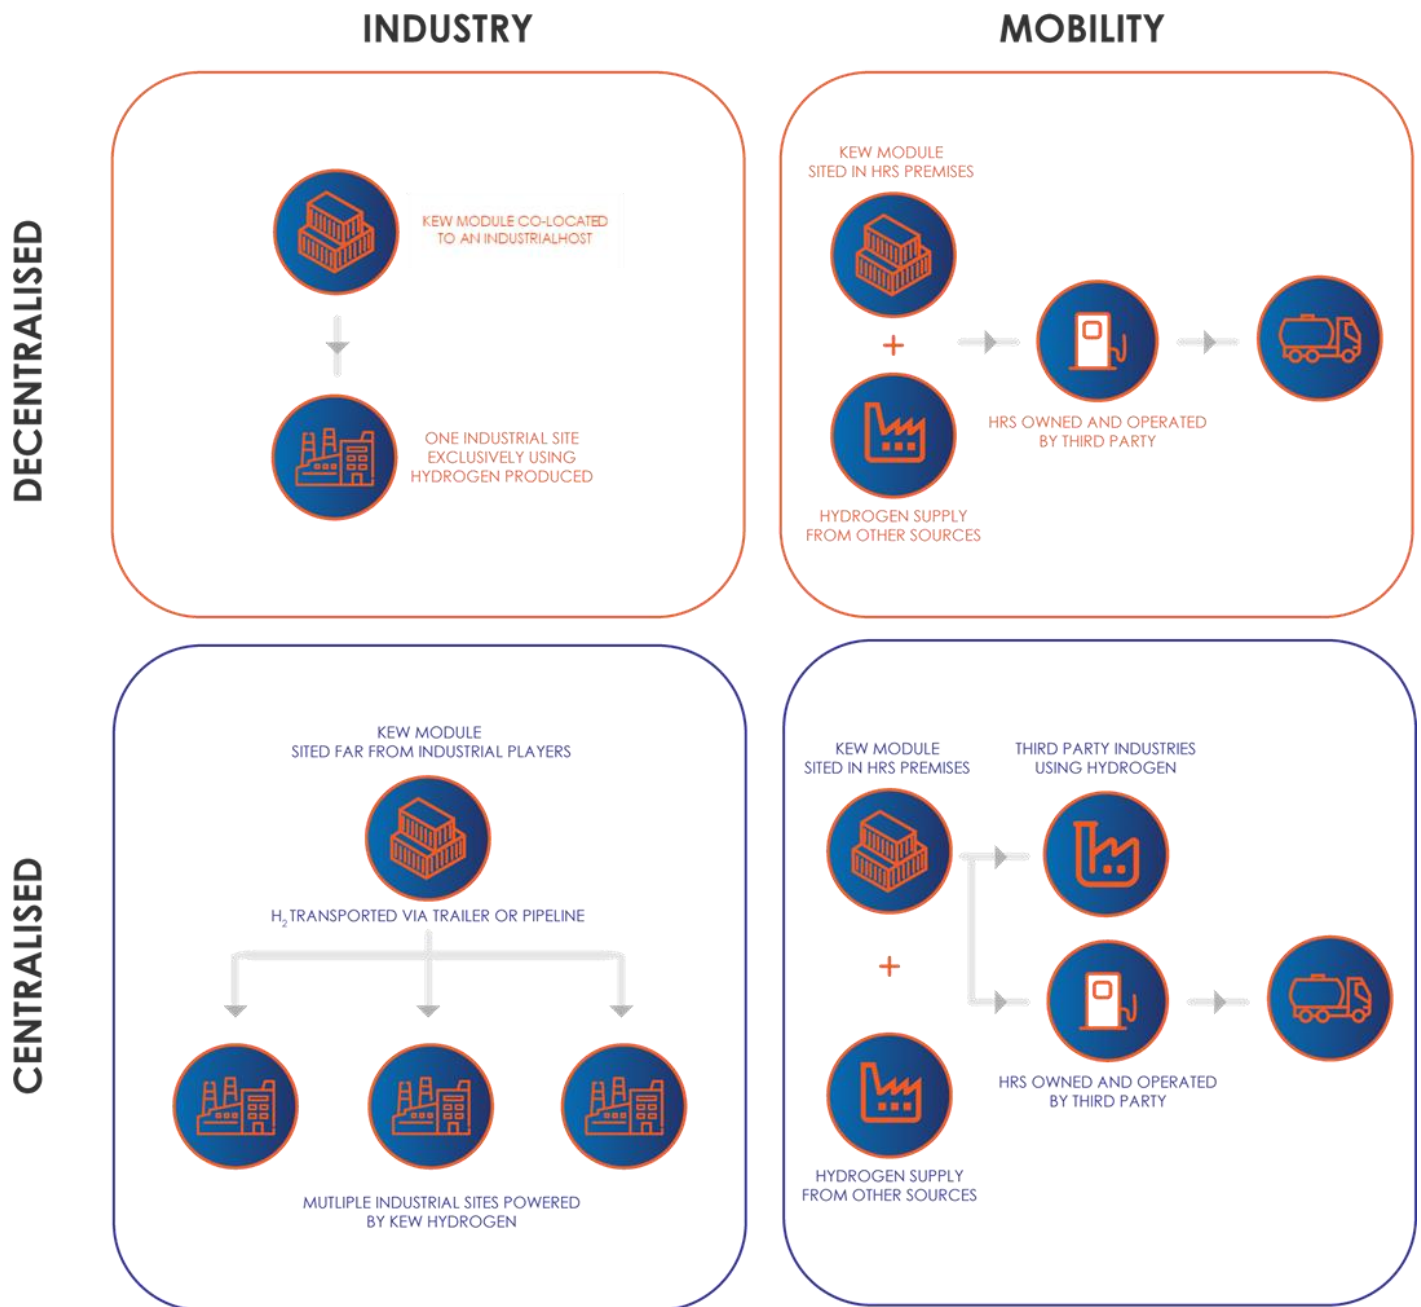 INDUSTRY
MOBILITY
DECENTRALISED
KEW MODULE CO-LOCATED
TO AN INDUSTRIALHOST
ONE INDUSTRIAL SITE
EXCLUSIVELY USING
HYDROGEN PRODUCED
KEW MODULE
SITED IN HRS PREMISES
+
HYDROGEN SUPPLY
FROM OTHER SOURCES
HRS OWNED AND OPERATED
BY THIRD PARTY
CENTRALISED
KEW MODULE
SITED FAR FROM INDUSTRIAL PLAYERS
H₂ TRANSPORTED VIA TRAILER OR PIPELINE
MUTLIPLE INDUSTRIAL SITES POWERED
BY KEW HYDROGEN
KEW MODULE
SITED IN HRS PREMISES
+
HYDROGEN SUPPLY
FROM OTHER SOURCES
THIRD PARTY INDUSTRIES
USING HYDROGEN
HRS OWNED AND OPERATED
BY THIRD PARTY